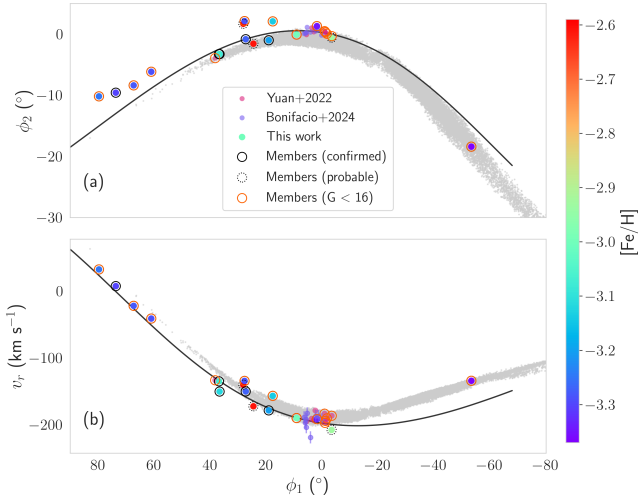 0
−10
−20
−30
ϕ2 (°)
(a)
Yuan+2022
Bonifacio+2024
This work
Members (confirmed)
Members (probable)
Members (G < 16)
0
−100
−200
vr (km s−1)
(b)
80 60 40 20 0 −20 −40 −60 −80
ϕ1 (°)
−2.6
−2.7
−2.8
−2.9
−3.0
−3.1
−3.2
−3.3
[Fe/H]